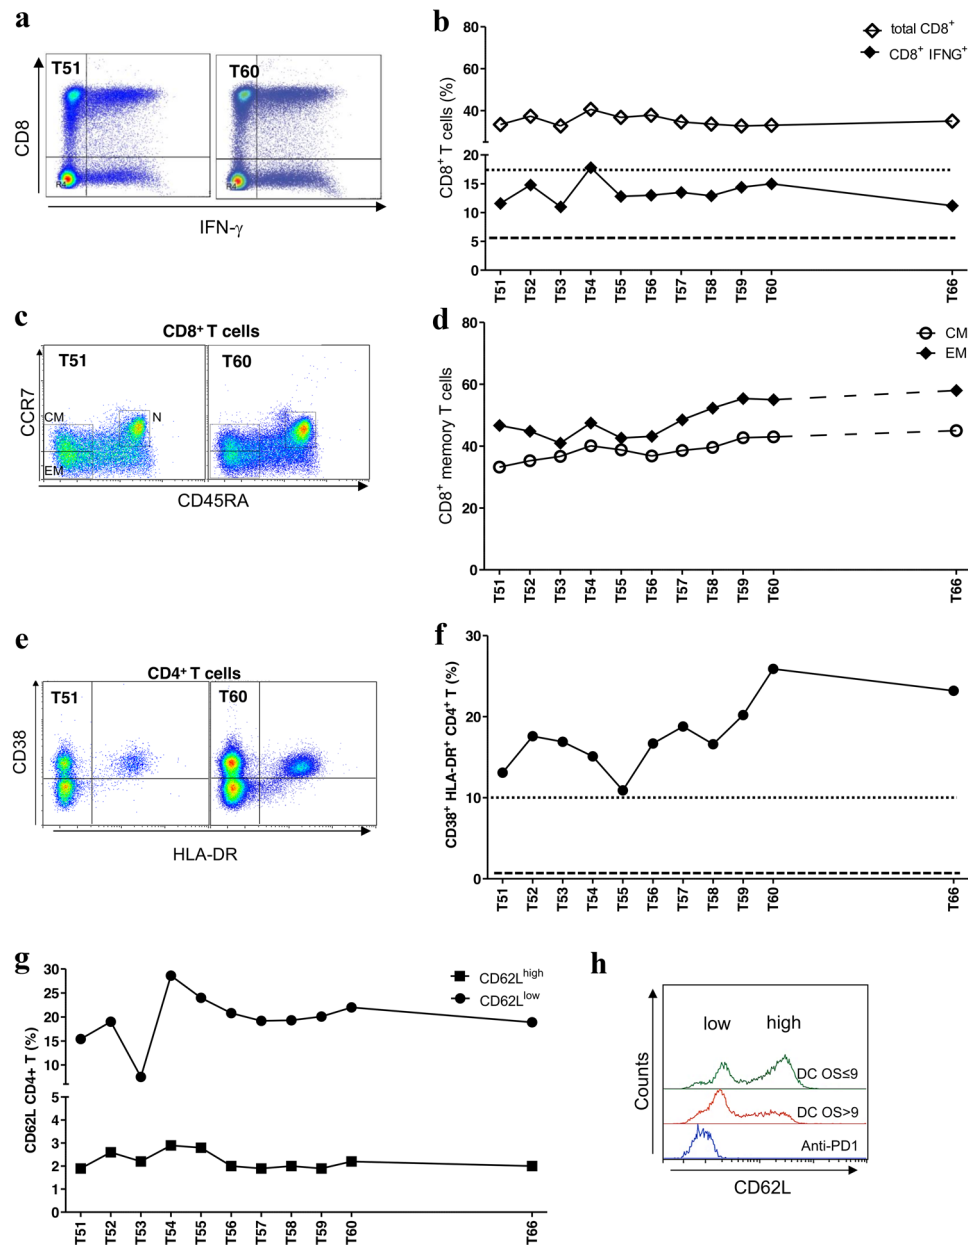 a
T51
T60
CD8
R4
IFN-γ
b
total CD8+
CD8+ IFNG+
CD8+ T cells (%)
80
60
40
20
15
10
5
0
T51 T52 T53 T54 T55 T56 T57 T58 T59 T60 T66
c
CD8+ T cells
T51
T60
CM
N
EM
CCR7
CD45RA
d
CM
EM
CD8+ memory T cells
80
60
40
20
0
T51 T52 T53 T54 T55 T56 T57 T58 T59 T60 T66
e
CD4+ T cells
T51
T60
CD38
HLA-DR
f
CD38+ HLA-DR+ CD4+ T (%)
30
20
10
0
T51 T52 T53 T54 T55 T56 T57 T58 T59 T60 T66
g
CD62Lhigh
CD62Llow
CD62L CD4+ T (%)
30
25
20
15
10
5
4
3
2
1
0
T51 T52 T53 T54 T55 T56 T57 T58 T59 T60 T66
h
low high
DC OS≤9
DC OS>9
Anti-PD1
Counts
CD62L